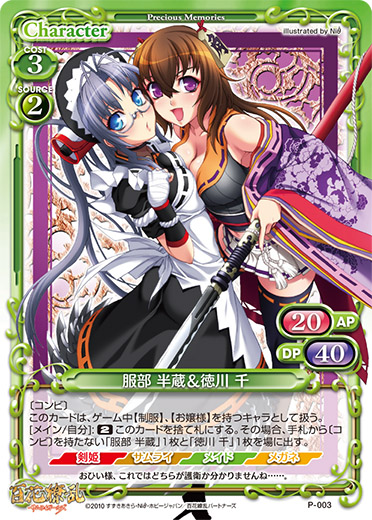 Precious Memories
Character
illustrated by Niθ
COST
3
SOURCE
2
20 AP
DP 40
服部 半蔵＆徳川 千
［コンビ］
このカードは、ゲーム中【制服】、【お嬢様】を持つキャラとして扱う。
［メイン/自分］：2 このカードを捨て札にする。その場合、手札から［コ
ンビ］を持たない「服部 半蔵」1枚と「徳川 千」1枚を場に出す。
剣姫 サムライ メイド メガネ
おひい様、これではどちらが護衛か分かりませんね……。
百花繚乱
P-003
©2010 すずきあきら・Niθ・ホビージャパン/百花繚乱パートナーズ